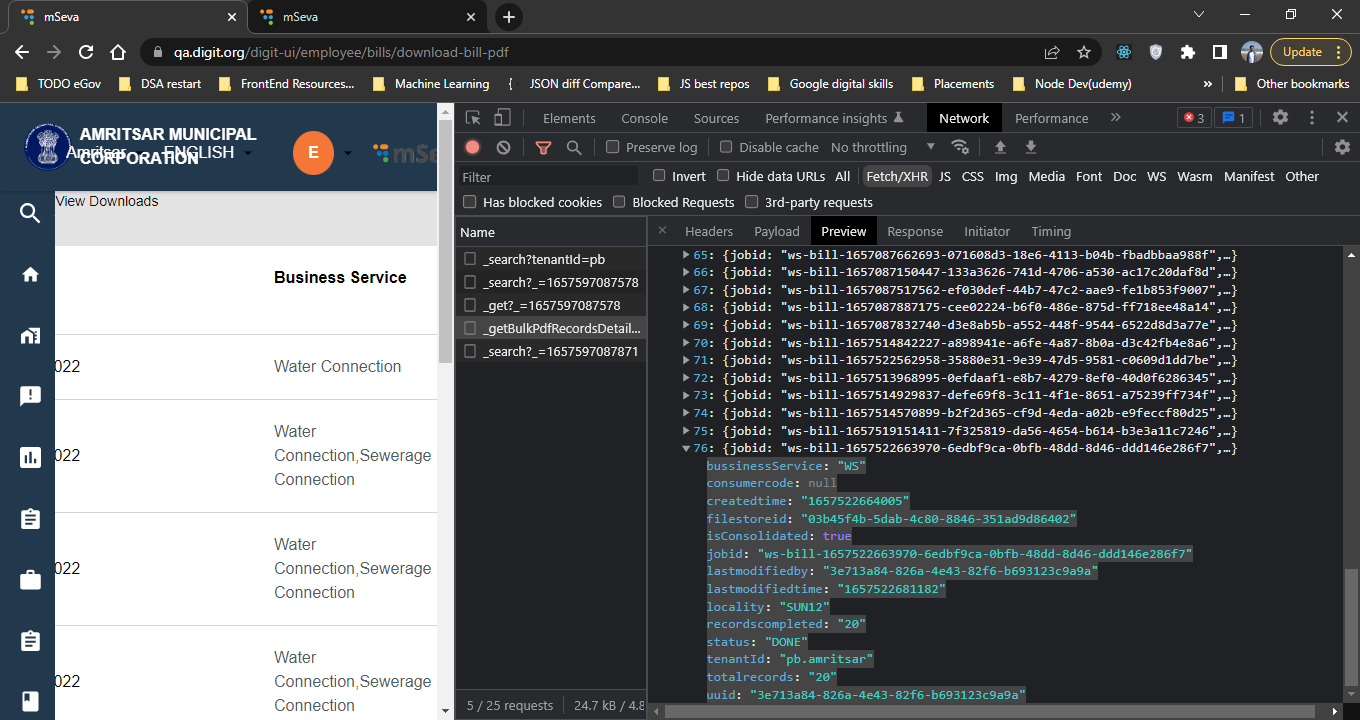 mSeva
mSeva
qa.digit.org/digit-ui/employee/bills/download-bill-pdf
Update
TODO eGov
DSA restart
FrontEnd Resources...
Machine Learning
JSON diff Compare...
JS best repos
Google digital skills
Placements
Node Dev(udemy)
»
Other bookmarks
AMRITSAR MUNICIPAL
CORPORATION
Amritsar
ENGLISH
E
mSeva
View Downloads
Business Service
022
Water Connection
022
Water
Connection,Sewerage
Connection
022
Water
Connection,Sewerage
Connection
022
Water
Connection,Sewerage
Connection
Elements
Console
Sources
Performance insights
Network
Performance
»
3
1
Preserve log
Disable cache
No throttling
Filter
Invert
Hide data URLs
All
Fetch/XHR
JS
CSS
Img
Media
Font
Doc
WS
Wasm
Manifest
Other
Has blocked cookies
Blocked Requests
3rd-party requests
Name
_search?tenantId=pb
_search?_=1657597087578
_get?_=1657597087578
_getBulkPdfRecordsDetail...
_search?_=1657597087871
5 / 25 requests
24.7 kB / 4.8
Headers
Payload
Preview
Response
Initiator
Timing
65: {jobid: "ws-bill-1657087662693-071608d3-18e6-4113-b04b-fbadbbaa988f",…}
66: {jobid: "ws-bill-1657087150447-133a3626-741d-4706-a530-ac17c20daf8d",…}
67: {jobid: "ws-bill-1657087517562-ef030def-44b7-47c2-aae9-fe1b853f9007",…}
68: {jobid: "ws-bill-1657087887175-cee02224-b6f0-486e-875d-ff718ee48a14",…}
69: {jobid: "ws-bill-1657087832740-d3e8ab5b-a552-448f-9544-6522d8d3a77e",…}
70: {jobid: "ws-bill-1657514842227-a898941e-a6fe-4a87-8b0a-d3c42fb4e8a6",…}
71: {jobid: "ws-bill-1657522562958-35880e31-9e39-47d5-9581-c0609d1dd7be",…}
72: {jobid: "ws-bill-1657513968995-0efdaaf1-e8b7-4279-8ef0-40d0f6286345",…}
73: {jobid: "ws-bill-1657514929837-defe69f8-3c11-4f1e-8651-a75239ff734f",…}
74: {jobid: "ws-bill-1657514570899-b2f2d365-cf9d-4eda-a02b-e9feccf80d25",…}
75: {jobid: "ws-bill-1657519151411-7f325819-da56-4654-b614-b3e3a11c7246",…}
76: {jobid: "ws-bill-1657522663970-6edbf9ca-0bfb-48dd-8d46-ddd146e286f7",…}
bussinessService: "WS"
consumercode: null
createdtime: "1657522664005"
filestoreid: "03b45f4b-5dab-4c80-8846-351ad9d86402"
isConsolidated: true
jobid: "ws-bill-1657522663970-6edbf9ca-0bfb-48dd-8d46-ddd146e286f7"
lastmodifiedby: "3e713a84-826a-4e43-82f6-b693123c9a9a"
lastmodifiedtime: "1657522681182"
locality: "SUN12"
recordscompleted: "20"
status: "DONE"
tenantId: "pb.amritsar"
totalrecords: "20"
uuid: "3e713a84-826a-4e43-82f6-b693123c9a9a"